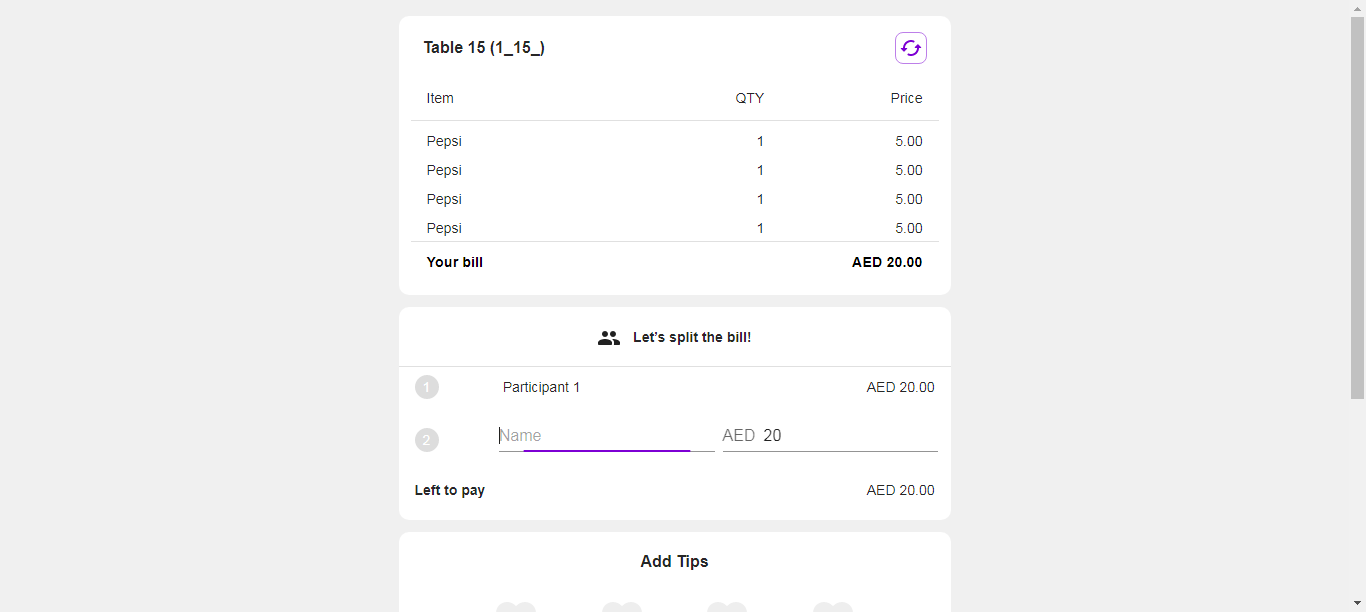 Table 15 (1_15_)
Item QTY Price
Pepsi 1 5.00
Pepsi 1 5.00
Pepsi 1 5.00
Pepsi 1 5.00
Your bill AED 20.00
Let’s split the bill!
1 Participant 1 AED 20.00
2 Name AED 20
Left to pay AED 20.00
Add Tips